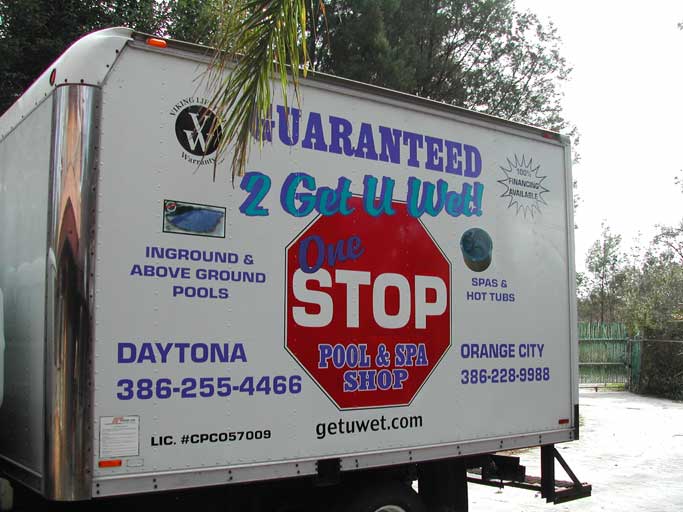 VIKING
W
Warranty
GUARANTEED
2 Get U Wet!
100%
FINANCING
AVAILABLE
INGROUND &
ABOVE GROUND
POOLS
One
STOP
POOL & SPA
SHOP
SPAS &
HOT TUBS
DAYTONA
386-255-4466
ORANGE CITY
386-228-9988
LIC. #CPC057009
getuwet.com